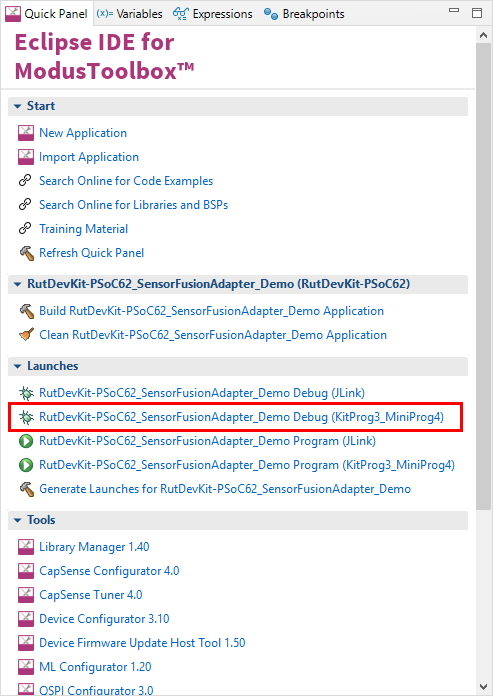 Quick Panel (x)= Variables Expressions Breakpoints
Eclipse IDE for
ModusToolbox™
Start
New Application
Import Application
Search Online for Code Examples
Search Online for Libraries and BSPs
Training Material
Refresh Quick Panel
RutDevKit-PSoC62_SensorFusionAdapter_Demo (RutDevKit-PSoC62)
Build RutDevKit-PSoC62_SensorFusionAdapter_Demo Application
Clean RutDevKit-PSoC62_SensorFusionAdapter_Demo Application
Launches
RutDevKit-PSoC62_SensorFusionAdapter_Demo Debug (JLink)
RutDevKit-PSoC62_SensorFusionAdapter_Demo Debug (KitProg3_MiniProg4)
RutDevKit-PSoC62_SensorFusionAdapter_Demo Program (JLink)
RutDevKit-PSoC62_SensorFusionAdapter_Demo Program (KitProg3_MiniProg4)
Generate Launches for RutDevKit-PSoC62_SensorFusionAdapter_Demo
Tools
Library Manager 1.40
CapSense Configurator 4.0
CapSense Tuner 4.0
Device Configurator 3.10
Device Firmware Update Host Tool 1.50
ML Configurator 1.20
QSPI Configurator 3.0